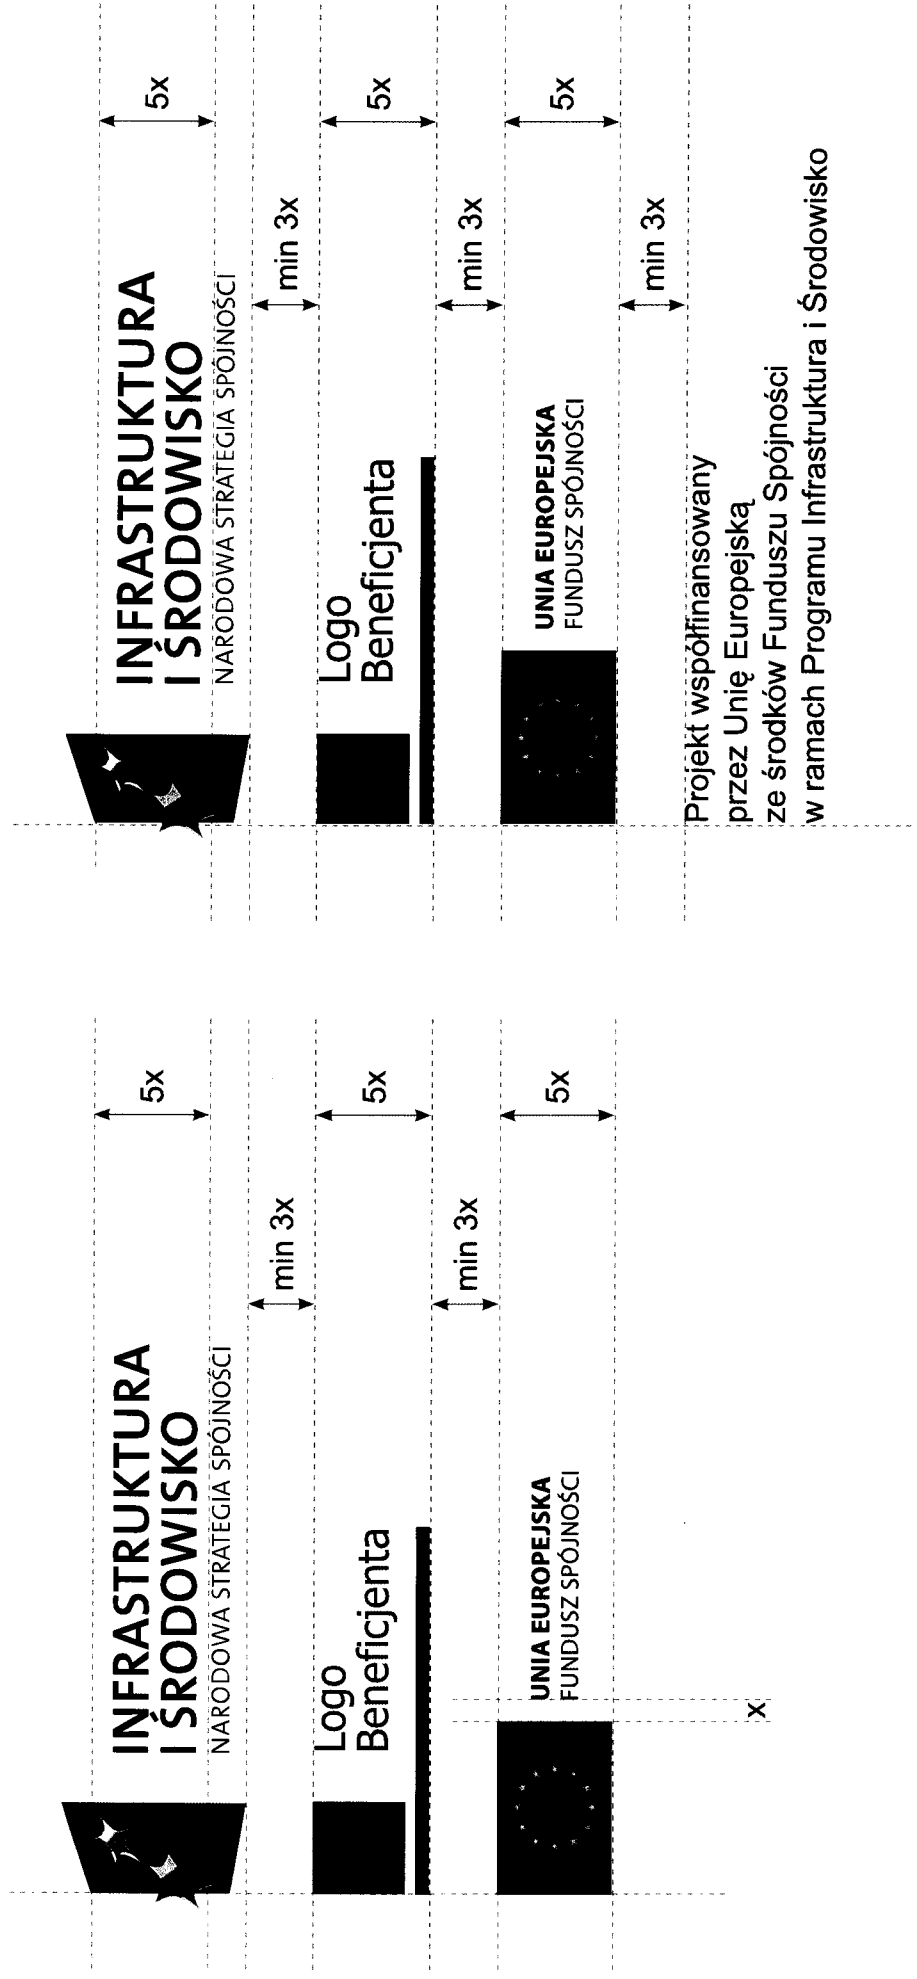 INFRASTRUKTURA
I ŚRODOWISKO
NARODOWA STRATEGIA SPÓJNOŚCI
5x
min 3x
Logo
Beneficjenta
5x
min 3x
UNIA EUROPEJSKA
FUNDUSZ SPÓJNOŚCI
5x
x
INFRASTRUKTURA
I ŚRODOWISKO
NARODOWA STRATEGIA SPÓJNOŚCI
5x
min 3x
Logo
Beneficjenta
5x
min 3x
UNIA EUROPEJSKA
FUNDUSZ SPÓJNOŚCI
5x
min 3x
Projekt współfinansowany
przez Unię Europejską
ze środków Funduszu Spójności
w ramach Programu Infrastruktura i Środowisko